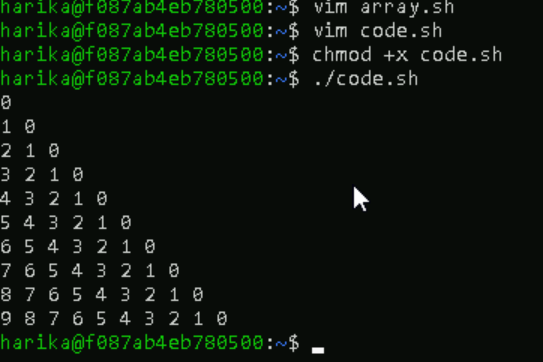 harika@f087ab4eb780500:~$ vim array.sh
harika@f087ab4eb780500:~$ vim code.sh
harika@f087ab4eb780500:~$ chmod +x code.sh
harika@f087ab4eb780500:~$ ./code.sh
0
1 0
2 1 0
3 2 1 0
4 3 2 1 0
5 4 3 2 1 0
6 5 4 3 2 1 0
7 6 5 4 3 2 1 0
8 7 6 5 4 3 2 1 0
9 8 7 6 5 4 3 2 1 0
harika@f087ab4eb780500:~$